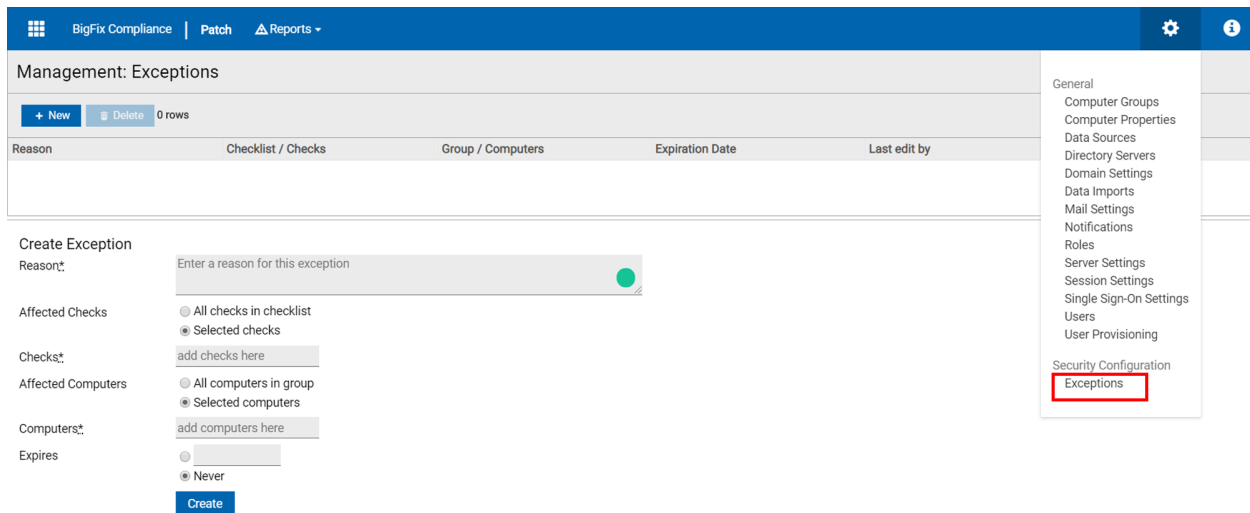 BigFix Compliance | Patch Reports
Management: Exceptions
+ New Delete 0 rows
Reason Checklist / Checks Group / Computers Expiration Date Last edit by
Create Exception
Reason* Enter a reason for this exception
Affected Checks All checks in checklist
Selected checks
Checks* add checks here
Affected Computers All computers in group
Selected computers
Computers* add computers here
Expires
Never
Create
General
Computer Groups
Computer Properties
Data Sources
Directory Servers
Domain Settings
Data Imports
Mail Settings
Notifications
Roles
Server Settings
Session Settings
Single Sign-On Settings
Users
User Provisioning
Security Configuration
Exceptions